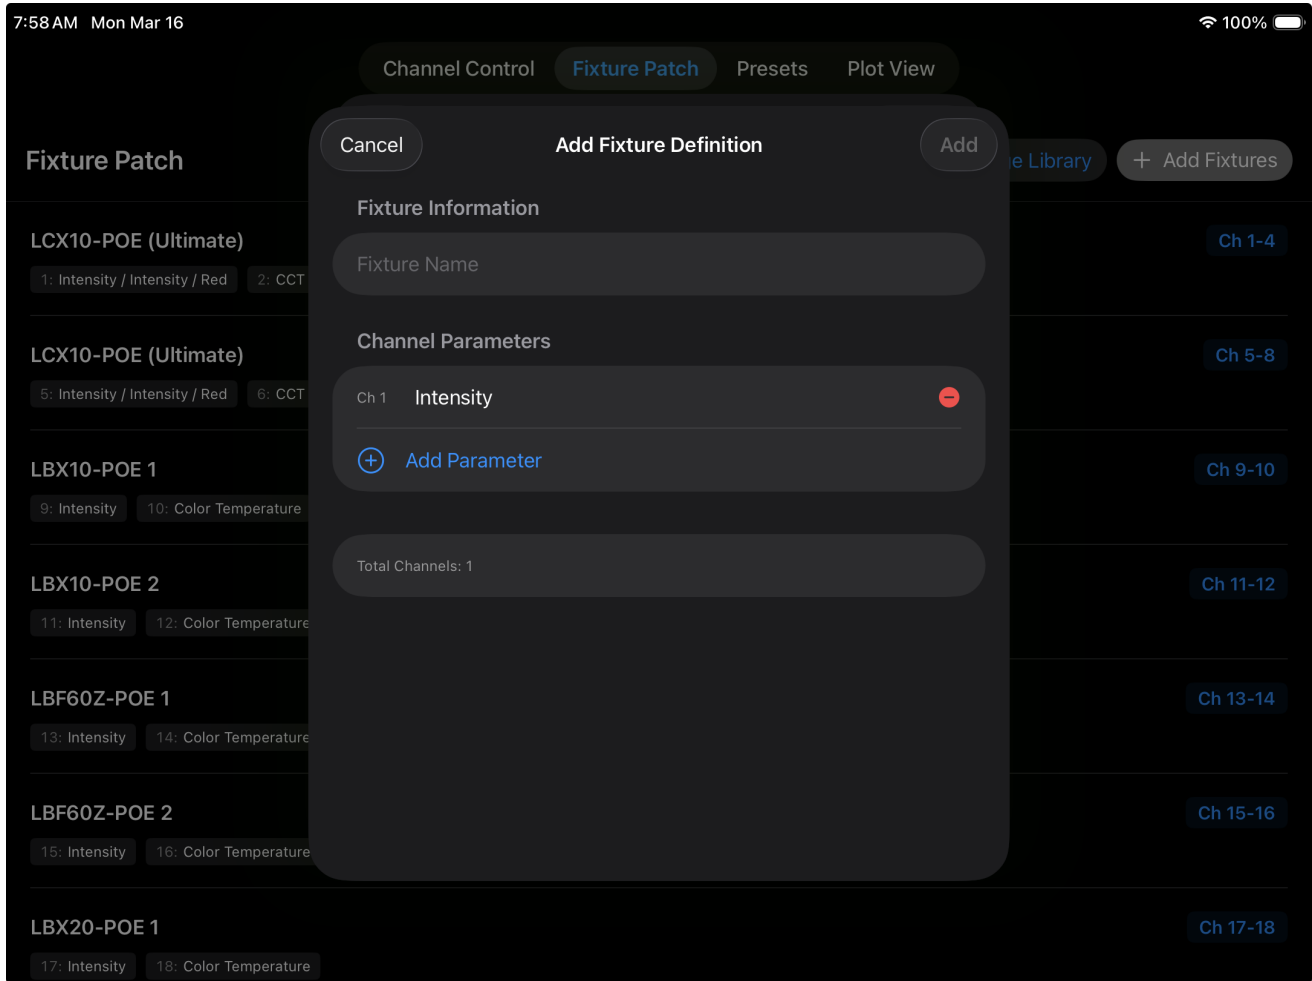 7:58 AM Mon Mar 16
100%
Channel Control Fixture Patch Presets Plot View
Cancel Add Fixture Definition Add
Fixture Patch
Library
+ Add Fixtures
Fixture Information
Fixture Name
LCX10-POE (Ultimate) Ch 1-4
1: Intensity / Intensity / Red 2: CCT
Channel Parameters
LCX10-POE (Ultimate) Ch 5-8
5: Intensity / Intensity / Red 6: CCT
Ch 1 Intensity
Add Parameter
LBX10-POE 1 Ch 9-10
9: Intensity 10: Color Temperature
Total Channels: 1
LBX10-POE 2 Ch 11-12
11: Intensity 12: Color Temperature
LBF60Z-POE 1 Ch 13-14
13: Intensity 14: Color Temperature
LBF60Z-POE 2 Ch 15-16
15: Intensity 16: Color Temperature
LBX20-POE 1 Ch 17-18
17: Intensity 18: Color Temperature